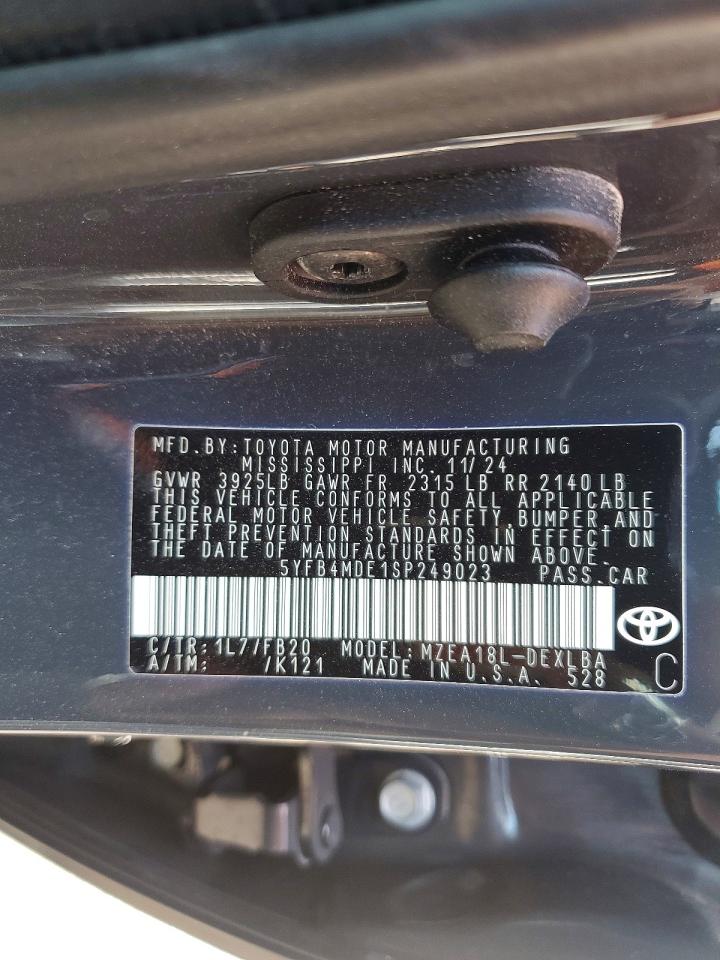 MFD. BY: TOYOTA MOTOR MANUFACTURING
MISSISSIPPI INC. 11/24
GVWR 3925LB GAWR FR 2315 LB RR 2140 LB
THIS VEHICLE CONFORMS TO ALL APPLICABLE
FEDERAL MOTOR VEHICLE SAFETY, BUMPER, AND
THEFT PREVENTION STANDARDS IN EFFECT ON
THE DATE OF MANUFACTURE SHOWN ABOVE.
5YFB4MDE1SP249023 PASS. CAR
C/TR: 1L7/FB20 MODEL: MZEA18L-DEXLBA
A/TM: /K121 MADE IN U.S.A. 528 C